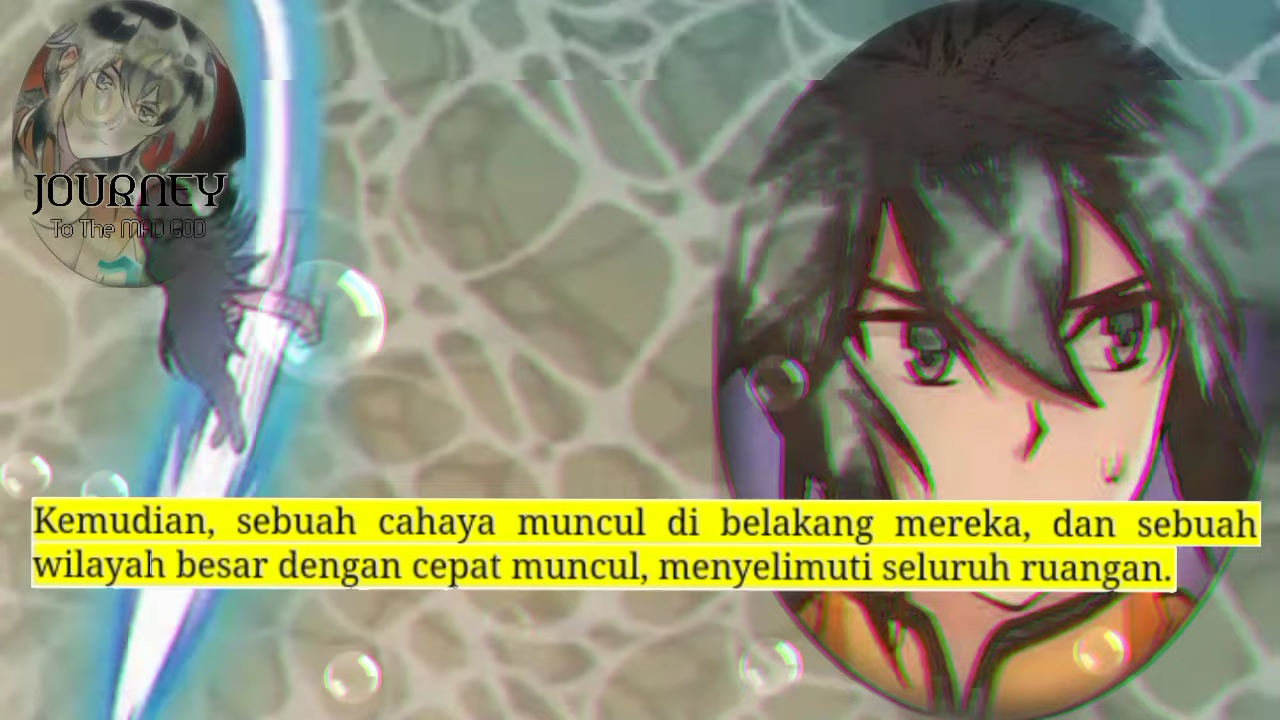 JOURNEY
To The MAD GOD
Kemudian, sebuah cahaya muncul di belakang mereka, dan sebuah
wilayah besar dengan cepat muncul, menyelimuti seluruh ruangan.